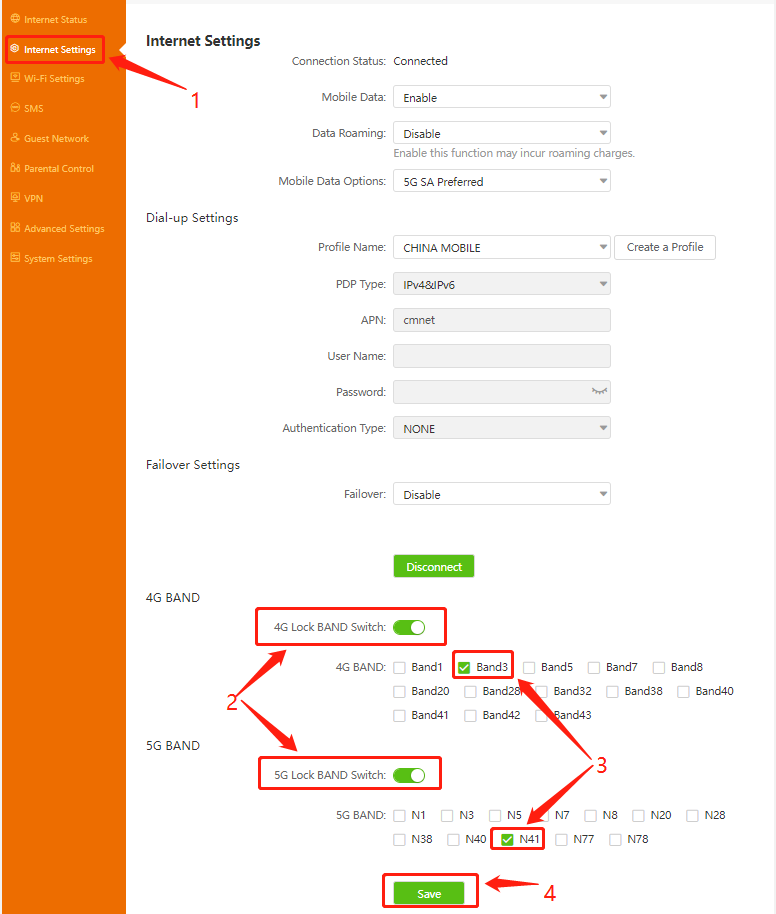 Internet Status
Internet Settings
Wi-Fi Settings
SMS
Guest Network
Parental Control
VPN
Advanced Settings
System Settings
1
Internet Settings
Connection Status: Connected
Mobile Data: Enable
Data Roaming: Disable
Enable this function may incur roaming charges.
Mobile Data Options: 5G SA Preferred
Dial-up Settings
Profile Name: CHINA MOBILE Create a Profile
PDP Type: IPv4&IPv6
APN: cmnet
User Name:
Password:
Authentication Type: NONE
Failover Settings
Failover: Disable
Disconnect
4G BAND
4G Lock BAND Switch:
4G BAND: Band1 Band3 Band5 Band7 Band8
Band20 Band28 Band32 Band38 Band40
Band41 Band42 Band43
2
5G BAND
3
5G Lock BAND Switch:
5G BAND: N1 N3 N5 N7 N8 N20 N28
N38 N40 N41 N77 N78
Save
4